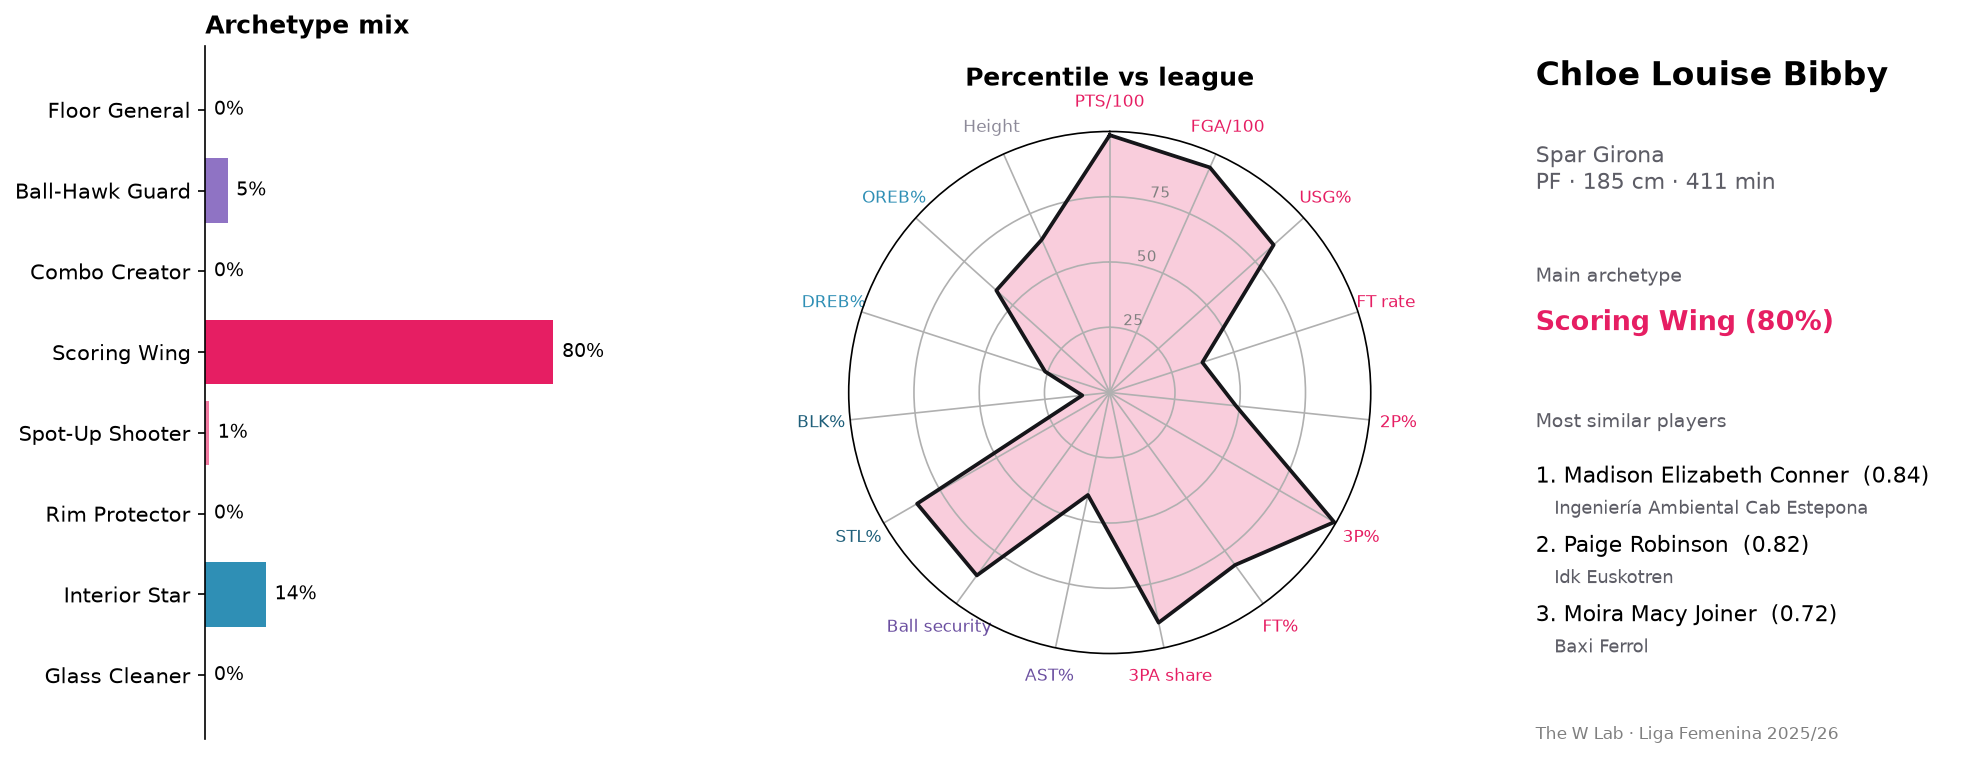 Archetype mix
Floor General
0%
Ball-Hawk Guard
5%
Combo Creator
0%
Scoring Wing
80%
Spot-Up Shooter
1%
Rim Protector
0%
Interior Star
14%
Glass Cleaner
0%
Percentile vs league
PTS/100
FGA/100
USG%
FT rate
2P%
3P%
FT%
3PA share
AST%
Ball security
STL%
BLK%
DREB%
OREB%
Height
75
50
25
Chloe Louise Bibby
Spar Girona
PF · 185 cm · 411 min
Main archetype
Scoring Wing (80%)
Most similar players
1. Madison Elizabeth Conner (0.84)
Ingeniería Ambiental Cab Estepona
2. Paige Robinson (0.82)
Idk Euskotren
3. Moira Macy Joiner (0.72)
Baxi Ferrol
The W Lab · Liga Femenina 2025/26